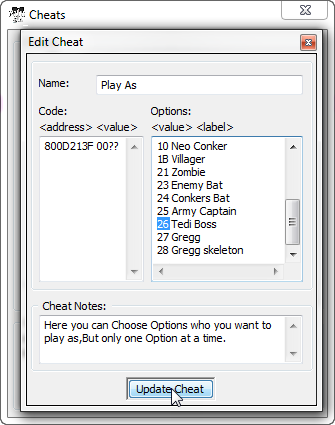 Cheats
Edit Cheat
Name: Play As
Code: Options:
<address> <value> <value> <label>
800D213F 00??
10 Neo Conker
1B Villager
21 Zombie
23 Enemy Bat
24 Conkers Bat
25 Army Captain
26 Tedi Boss
27 Gregg
28 Gregg skeleton
Cheat Notes:
Here you can Choose Options who you want to
play as,But only one Option at a time.
Update Cheat